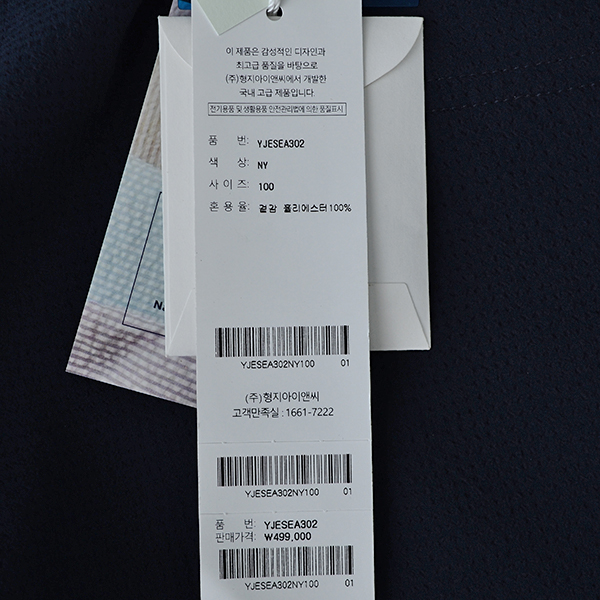 이 제품은 감성적인 디자인과
최고급 품질을 바탕으로
(주)형지아이앤씨에서 개발한
국내 고급 제품입니다.
전기용품 및 생활용품 안전관리법에 의한 품질표시
품 번: YJESEA302
색 상: NY
사 이 즈: 100
혼 용 율: 겉감 폴리에스터100%
YJESEA302NY100 01
(주)형지아이앤씨
고객만족실 : 1661-7222
YJESEA302NY100 01
품 번: YJESEA302
판매가격: ₩499,000
YJESEA302NY100 01